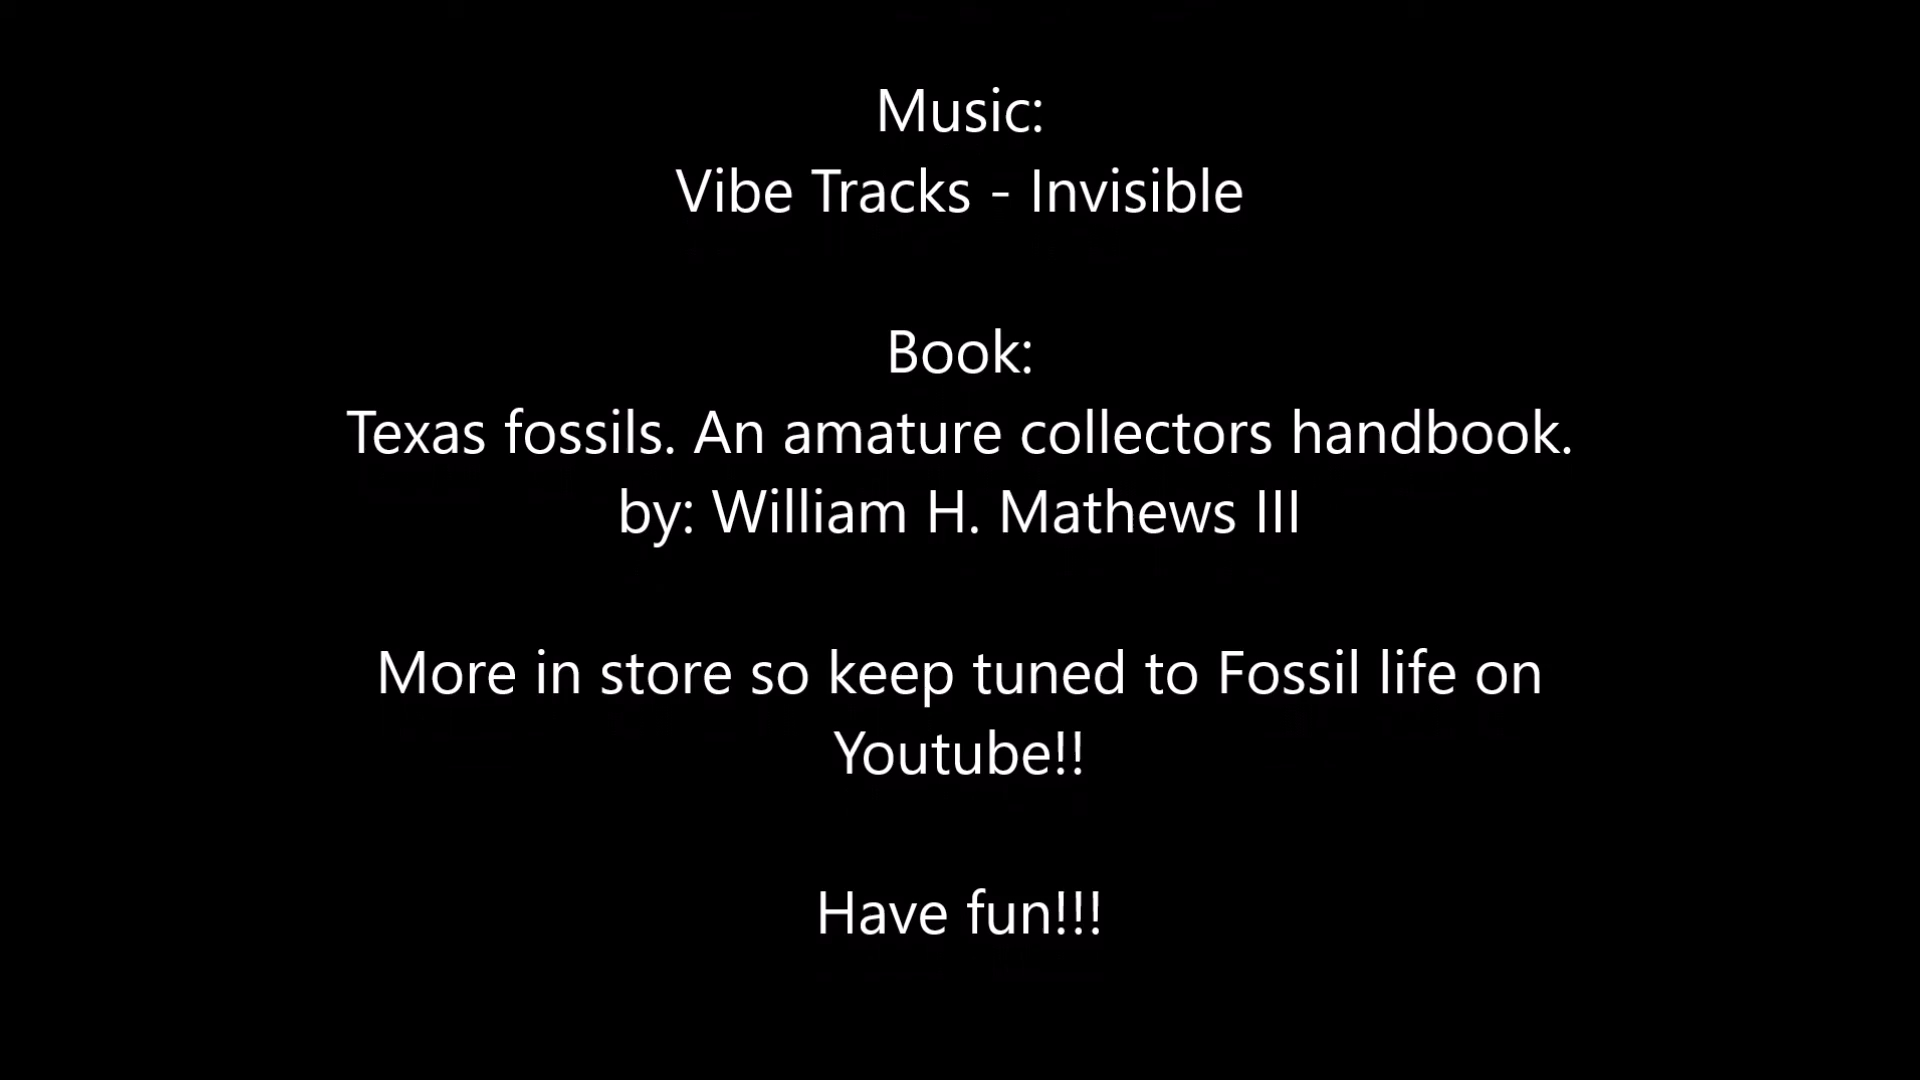 Music:
Vibe Tracks - Invisible
Book:
Texas fossils. An amature collectors handbook.
by: William H. Mathews III
More in store so keep tuned to Fossil life on
Youtube!!
Have fun!!!